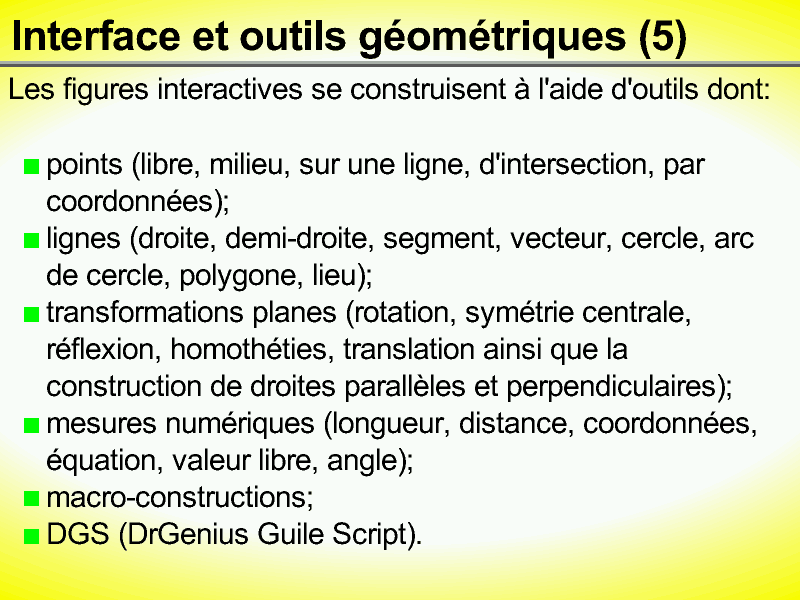 Interface et outils géométriques (5)
Les figures interactives se construisent à l'aide d'outils dont:
points (libre, milieu, sur une ligne, d'intersection, par
coordonnées);
lignes (droite, demi-droite, segment, vecteur, cercle, arc
de cercle, polygone, lieu);
transformations planes (rotation, symétrie centrale,
réflexion, homothéties, translation ainsi que la
construction de droites parallèles et perpendiculaires);
mesures numériques (longueur, distance, coordonnées,
équation, valeur libre, angle);
macro-constructions;
DGS (DrGenius Guile Script).